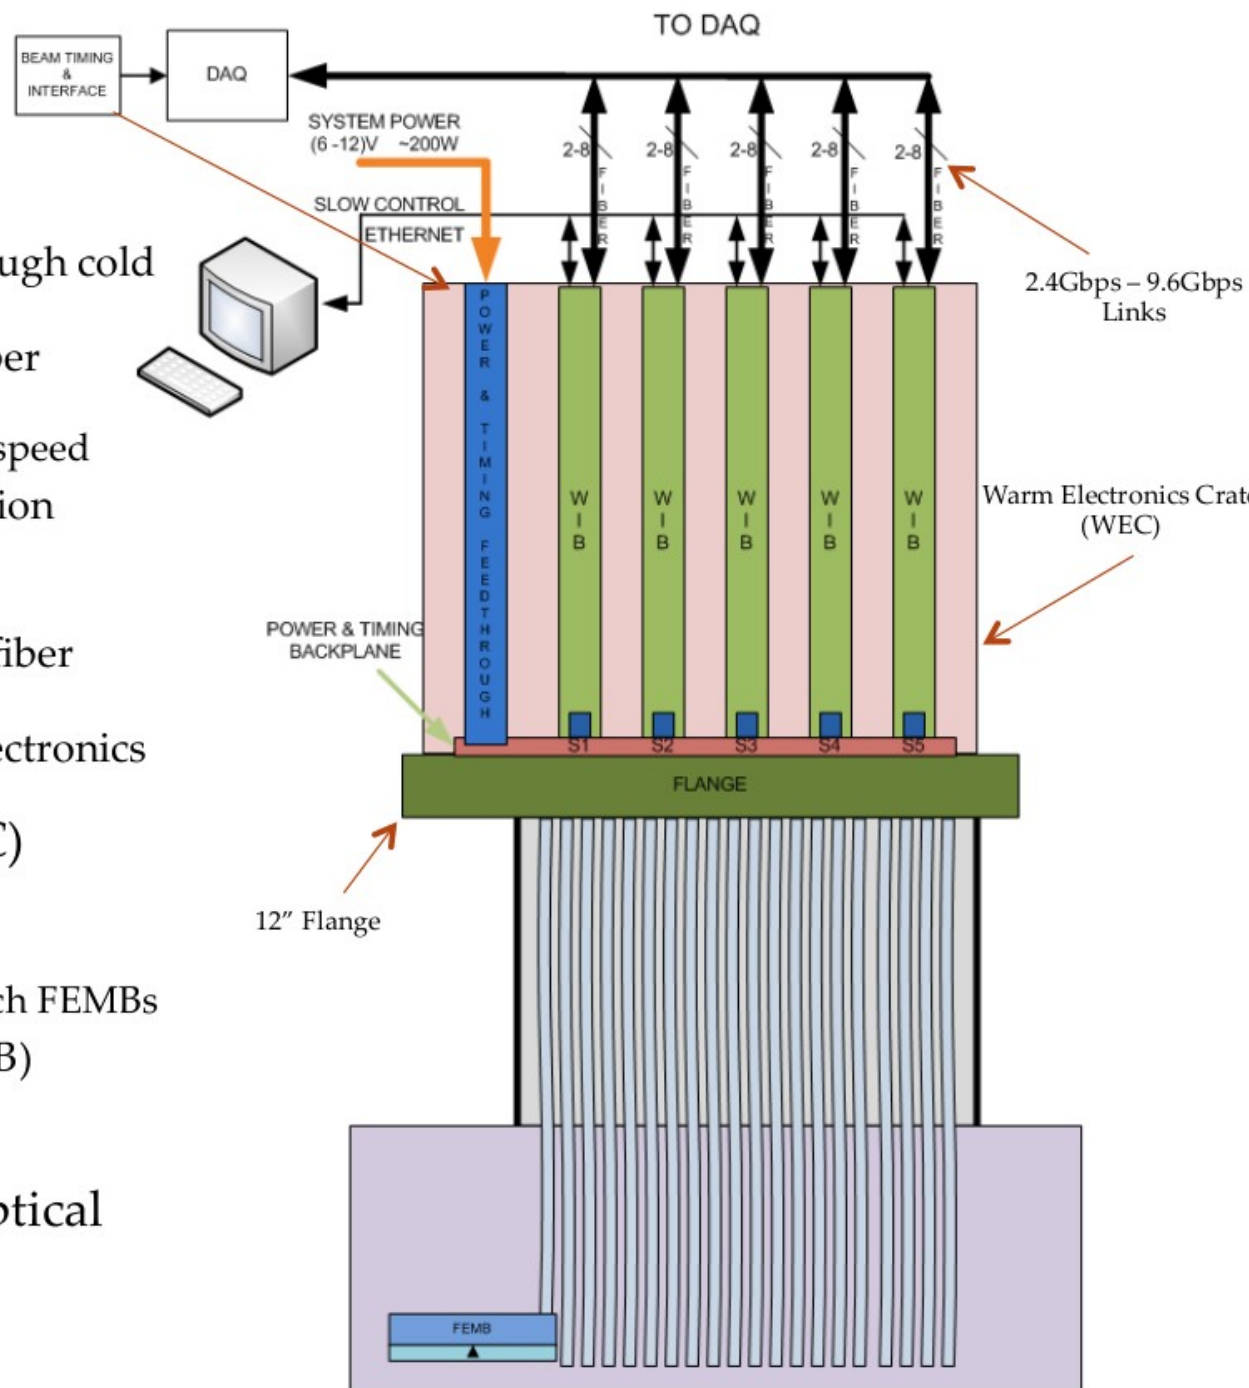 TO DAQ
BEAM TIMING
&
INTERFACE
DAQ
SYSTEM POWER
(6 -12)V ~200W
2-8
2-8
2-8
2-8
2-8
FIBER
FIBER
FIBER
FIBER
FIBER
SLOW CONTROL
ETHERNET
ough cold
per
speed
ion
fiber
ectronics
C)
ch FEMBs
B)
ptical
2.4Gbps – 9.6Gbps
Links
POWER & TIMING FEEDTHROUGH
WIB
WIB
WIB
WIB
WIB
Warm Electronics Crate
(WEC)
POWER & TIMING
BACKPLANE
S1
S2
S3
S4
S5
FLANGE
12” Flange
FEMB